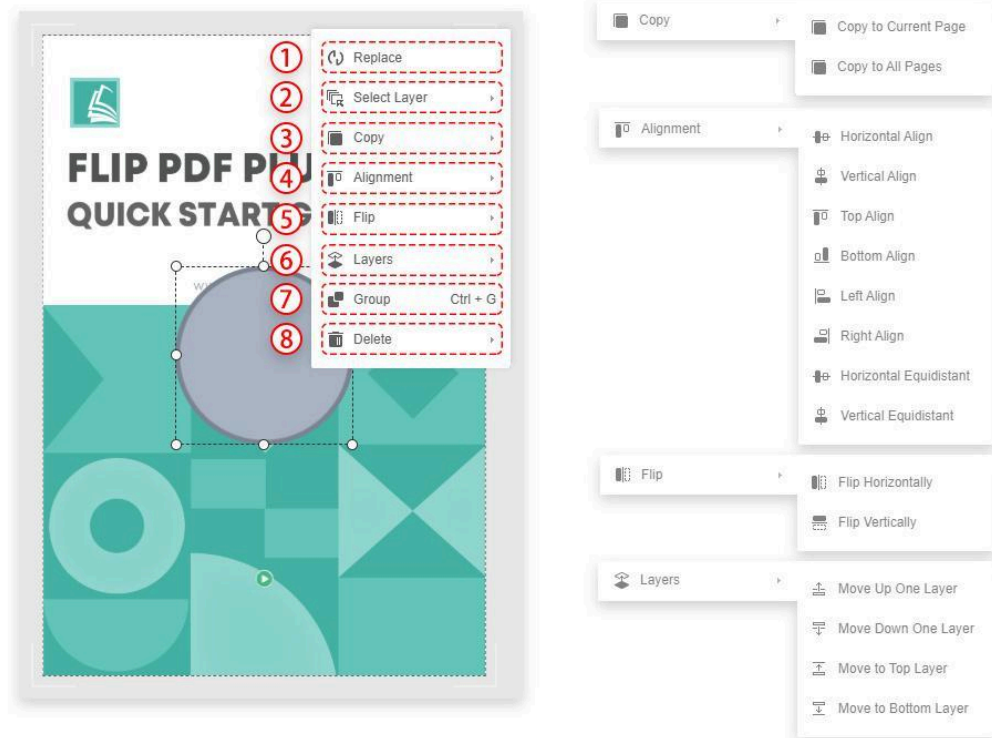 FLIP PDF PLU
QUICK START G
① Replace
② Select Layer
③ Copy
④ Alignment
⑤ Flip
⑥ Layers
⑦ Group Ctrl + G
⑧ Delete
Copy
Copy to Current Page
Copy to All Pages
Alignment
Horizontal Align
Vertical Align
Top Align
Bottom Align
Left Align
Right Align
Horizontal Equidistant
Vertical Equidistant
Flip
Flip Horizontally
Flip Vertically
Layers
Move Up One Layer
Move Down One Layer
Move to Top Layer
Move to Bottom Layer